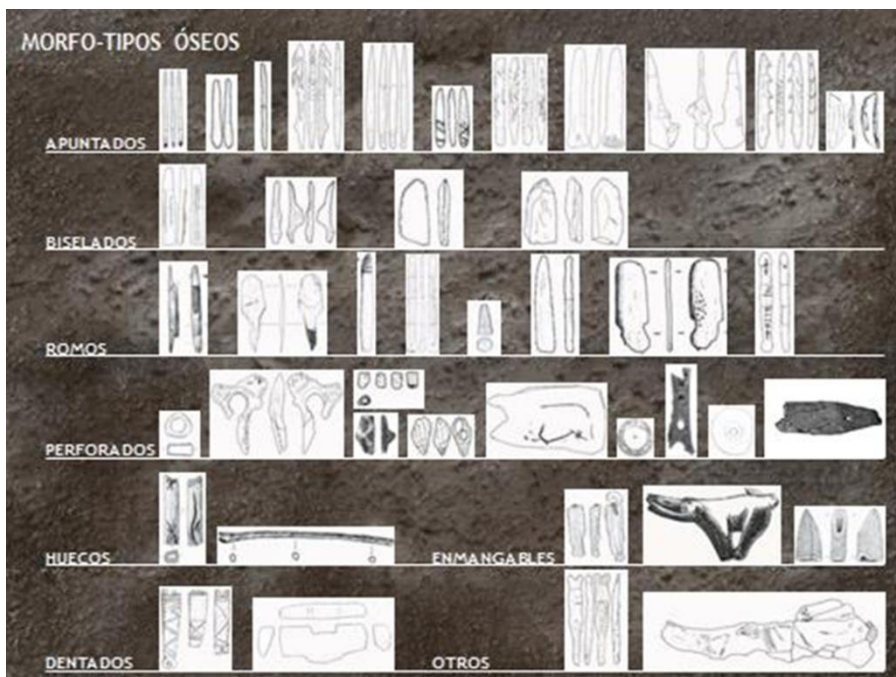 MORFO-TIPOS ÓSEOS
APUNTADOS
BISELADOS
ROMOS
PERFORADOS
HUECOS
ENMANGABLES
DENTADOS
OTROS